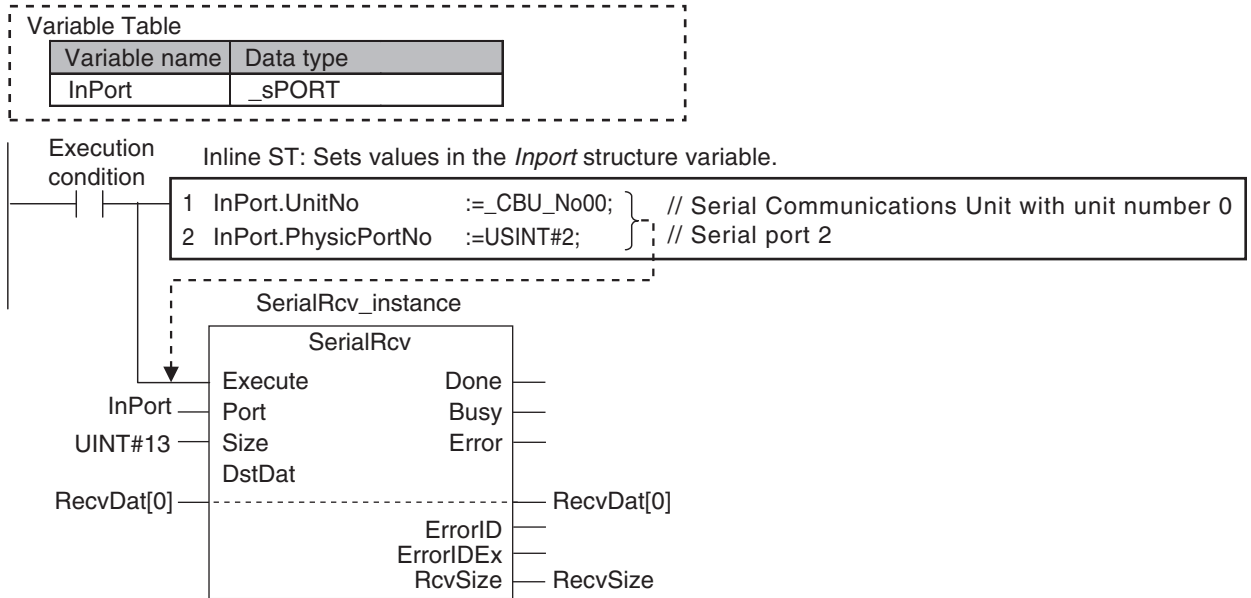 Variable Table
Variable name Data type
InPort _sPORT
Execution condition
Inline ST: Sets values in the Inport structure variable.
1 InPort.UnitNo :=_CBU_No00; // Serial Communications Unit with unit number 0
2 InPort.PhysicPortNo :=USINT#2; // Serial port 2
SerialRcv_instance
SerialRcv
Execute Done
InPort Port Busy
UINT#13 Size Error
DstDat
RecvDat[0] RecvDat[0]
ErrorID
ErrorIDEx
RcvSize RecvSize